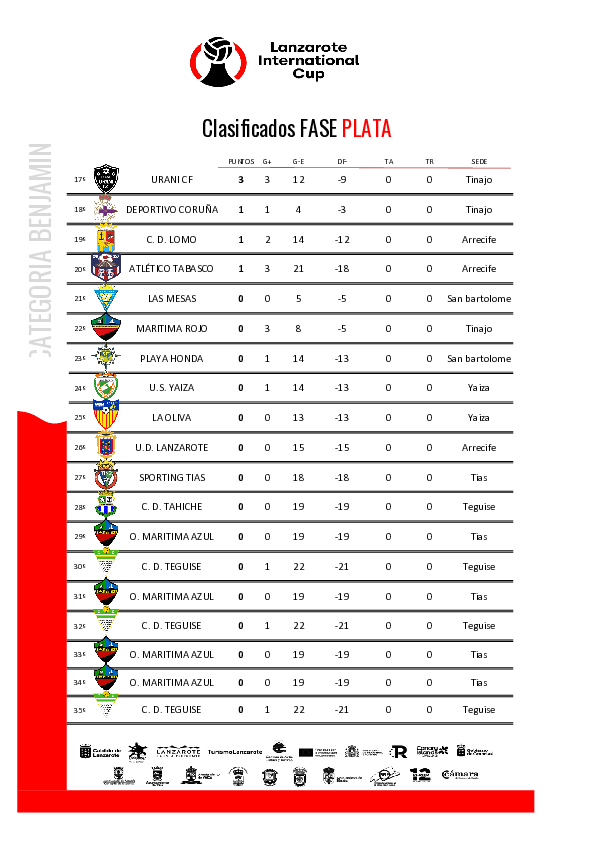 Lanzarote
International
Cup
Clasificados FASE PLATA
CATEGORIA BENJAMIN
PUNTOS G+ G-E DF- TA TR SEDE
17º URANI CF 3 3 12 -9 0 0 Tinajo
18º DEPORTIVO CORUÑA 1 1 4 -3 0 0 Tinajo
19º C. D. LOMO 1 2 14 -12 0 0 Arrecife
20º ATLÉTICO TABASCO 1 3 21 -18 0 0 Arrecife
21º LAS MESAS 0 0 5 -5 0 0 San bartolome
22º MARITIMA ROJO 0 3 8 -5 0 0 Tinajo
23º PLAYA HONDA 0 1 14 -13 0 0 San bartolome
24º U.S. YAIZA 0 1 14 -13 0 0 Yaiza
25º LA OLIVA 0 0 13 -13 0 0 Yaiza
26º U.D. LANZAROTE 0 0 15 -15 0 0 Arrecife
27º SPORTING TIAS 0 0 18 -18 0 0 Tias
28º C. D. TAHICHE 0 0 19 -19 0 0 Teguise
29º O. MARITIMA AZUL 0 0 19 -19 0 0 Tias
30º C. D. TEGUISE 0 1 22 -21 0 0 Teguise
31º O. MARITIMA AZUL 0 0 19 -19 0 0 Tias
32º C. D. TEGUISE 0 1 22 -21 0 0 Teguise
33º O. MARITIMA AZUL 0 0 19 -19 0 0 Tias
34º O. MARITIMA AZUL 0 0 19 -19 0 0 Tias
35º C. D. TEGUISE 0 1 22 -21 0 0 Teguise
Cabildo de
Lanzarote
LANZAROTE
TurismoLanzarote
Cámara